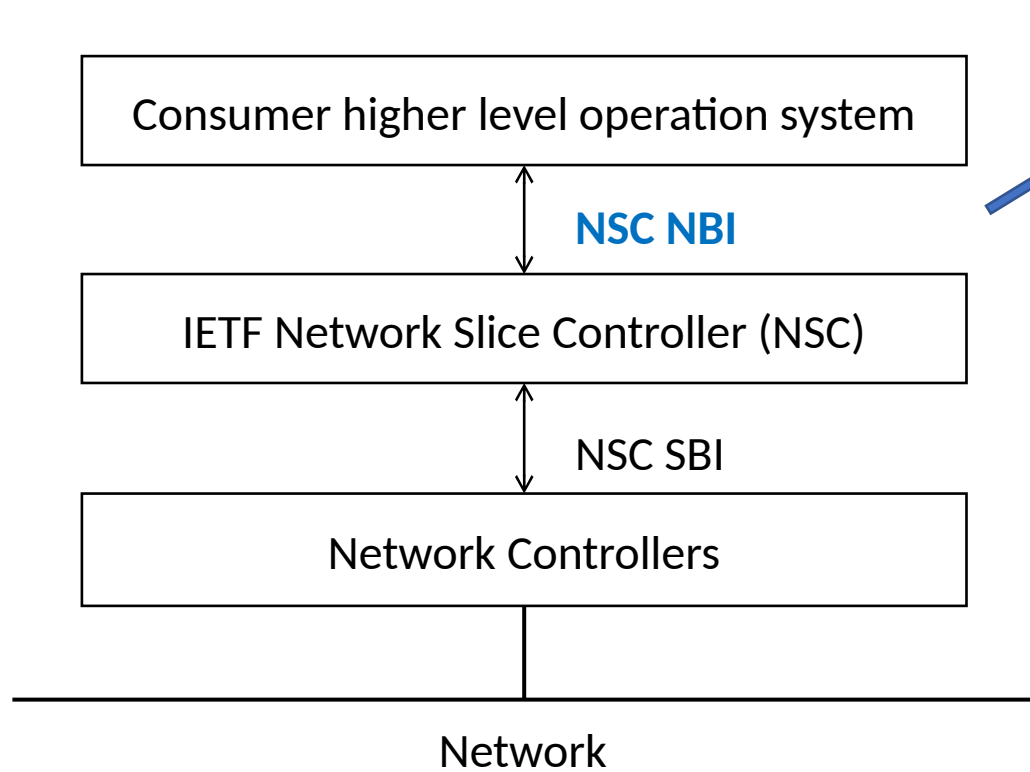 Consumer higher level operation system
NSC NBI
IETF Network Slice Controller (NSC)
NSC SBI
Network Controllers
Network